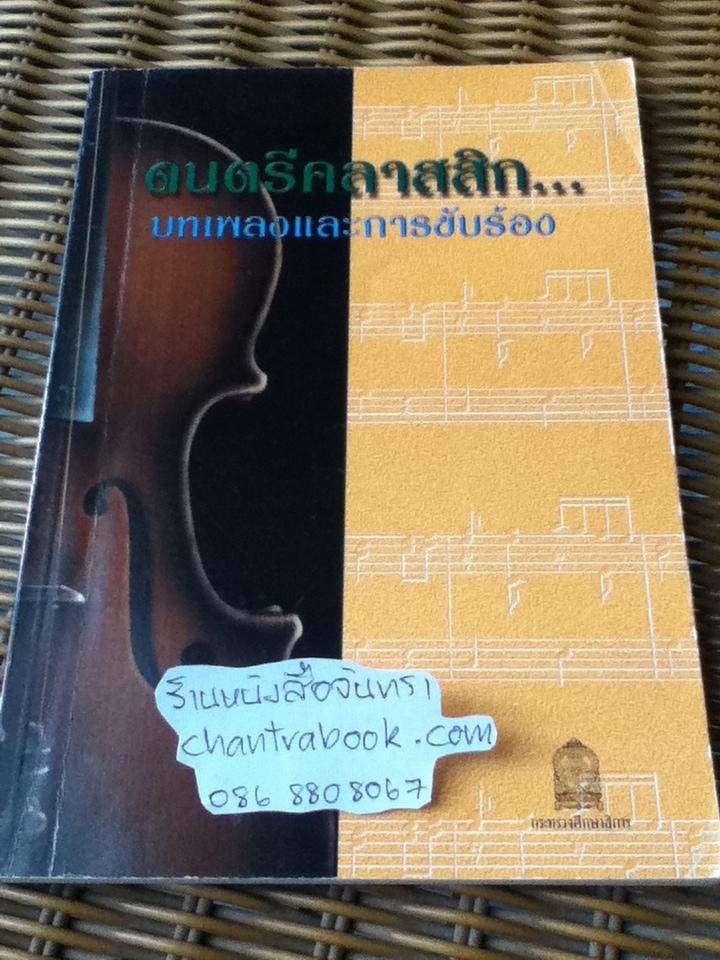 ดนตรีคลาสสิก...
บทเพลงและการขับร้อง
ร้านหนังสือจันทรา
chantrabook.com
086 8808067
กระทรวงศึกษาธิการ